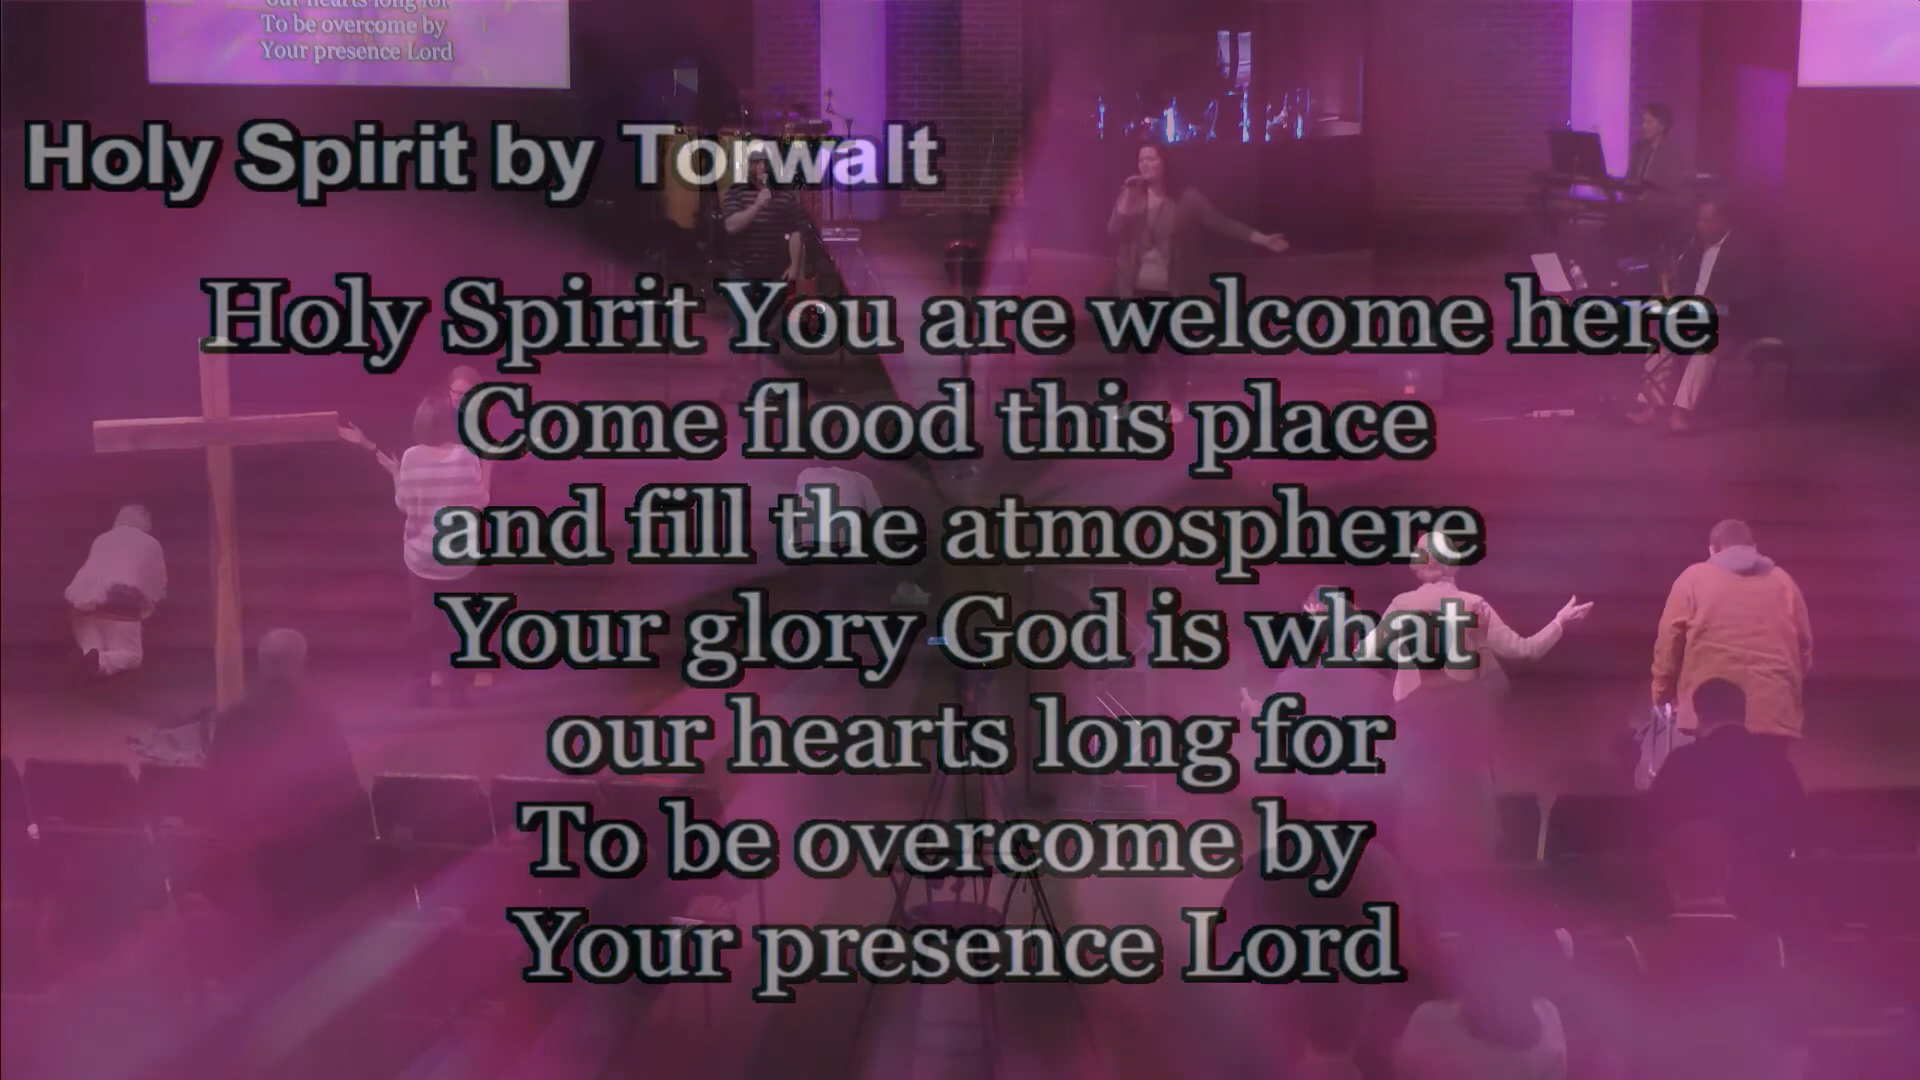 our hearts long for
To be overcome by
Your presence Lord
Holy Spirit by Torwalt
Holy Spirit You are welcome here
Come flood this place
and fill the atmosphere
Your glory God is what
our hearts long for
To be overcome by
Your presence Lord